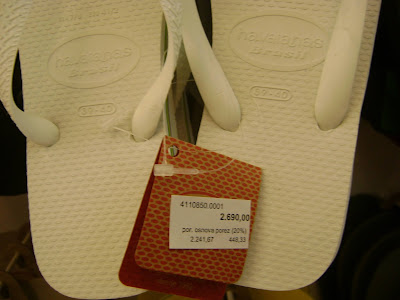 havaianas
Brasil
39-40
havaianas
Brasil
39-40
4110850.0001
2.690,00
por. osnova porez (20%)
2.241,67 448,33